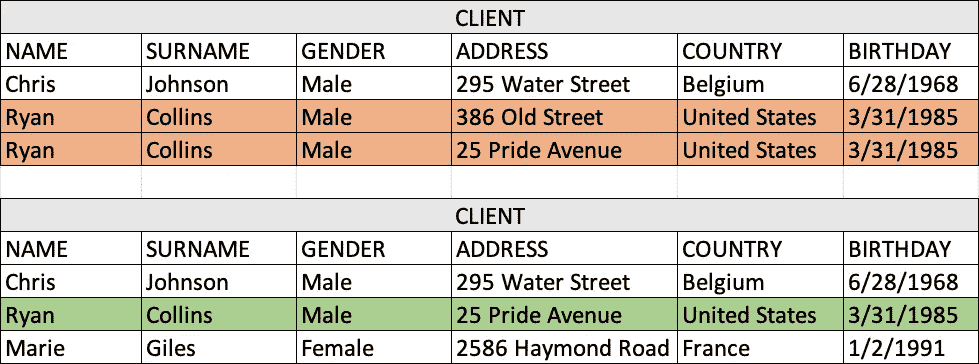 CLIENT
NAME SURNAME GENDER ADDRESS COUNTRY BIRTHDAY
Chris Johnson Male 295 Water Street Belgium 6/28/1968
Ryan Collins Male 386 Old Street United States 3/31/1985
Ryan Collins Male 25 Pride Avenue United States 3/31/1985
CLIENT
NAME SURNAME GENDER ADDRESS COUNTRY BIRTHDAY
Chris Johnson Male 295 Water Street Belgium 6/28/1968
Ryan Collins Male 25 Pride Avenue United States 3/31/1985
Marie Giles Female 2586 Haymond Road France 1/2/1991